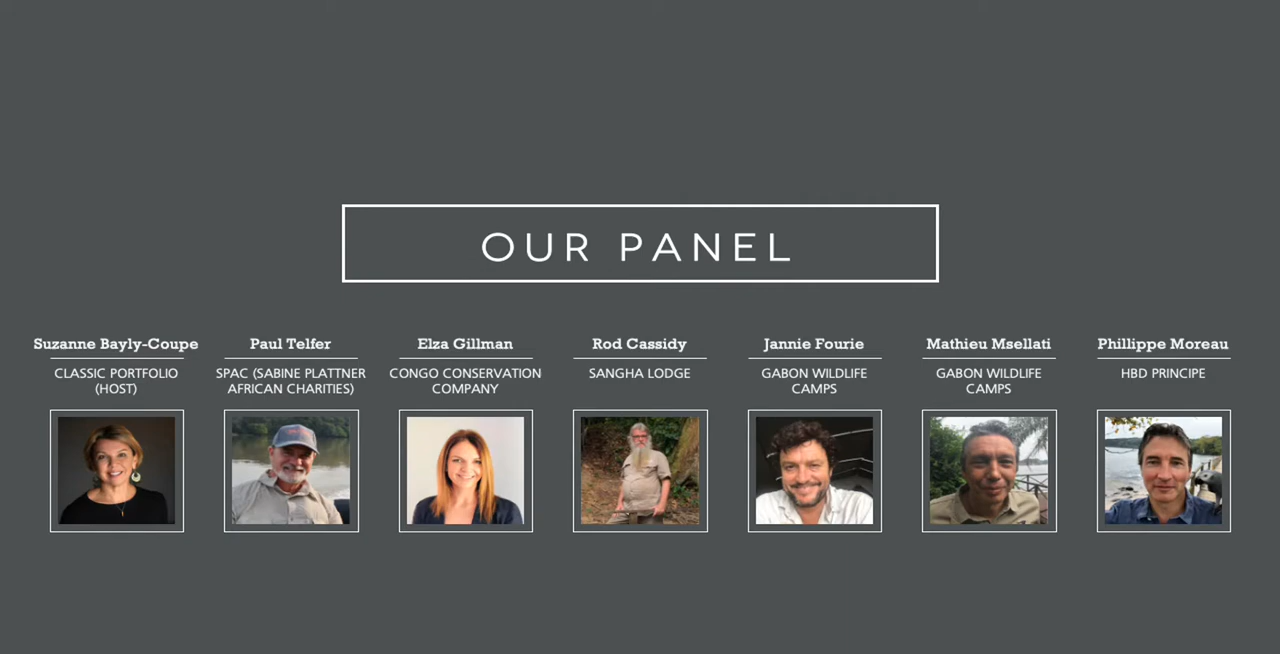 OUR PANEL
Suzanne Bayly-Coupe
CLASSIC PORTFOLIO
(HOST)
Paul Telfer
SPAC (SABINE PLATTNER
AFRICAN CHARITIES)
Elza Gillman
CONGO CONSERVATION
COMPANY
Rod Cassidy
SANGHA LODGE
Jannie Fourie
GABON WILDLIFE
CAMPS
Mathieu Msellati
GABON WILDLIFE
CAMPS
Phillippe Moreau
HBD PRINCIPE